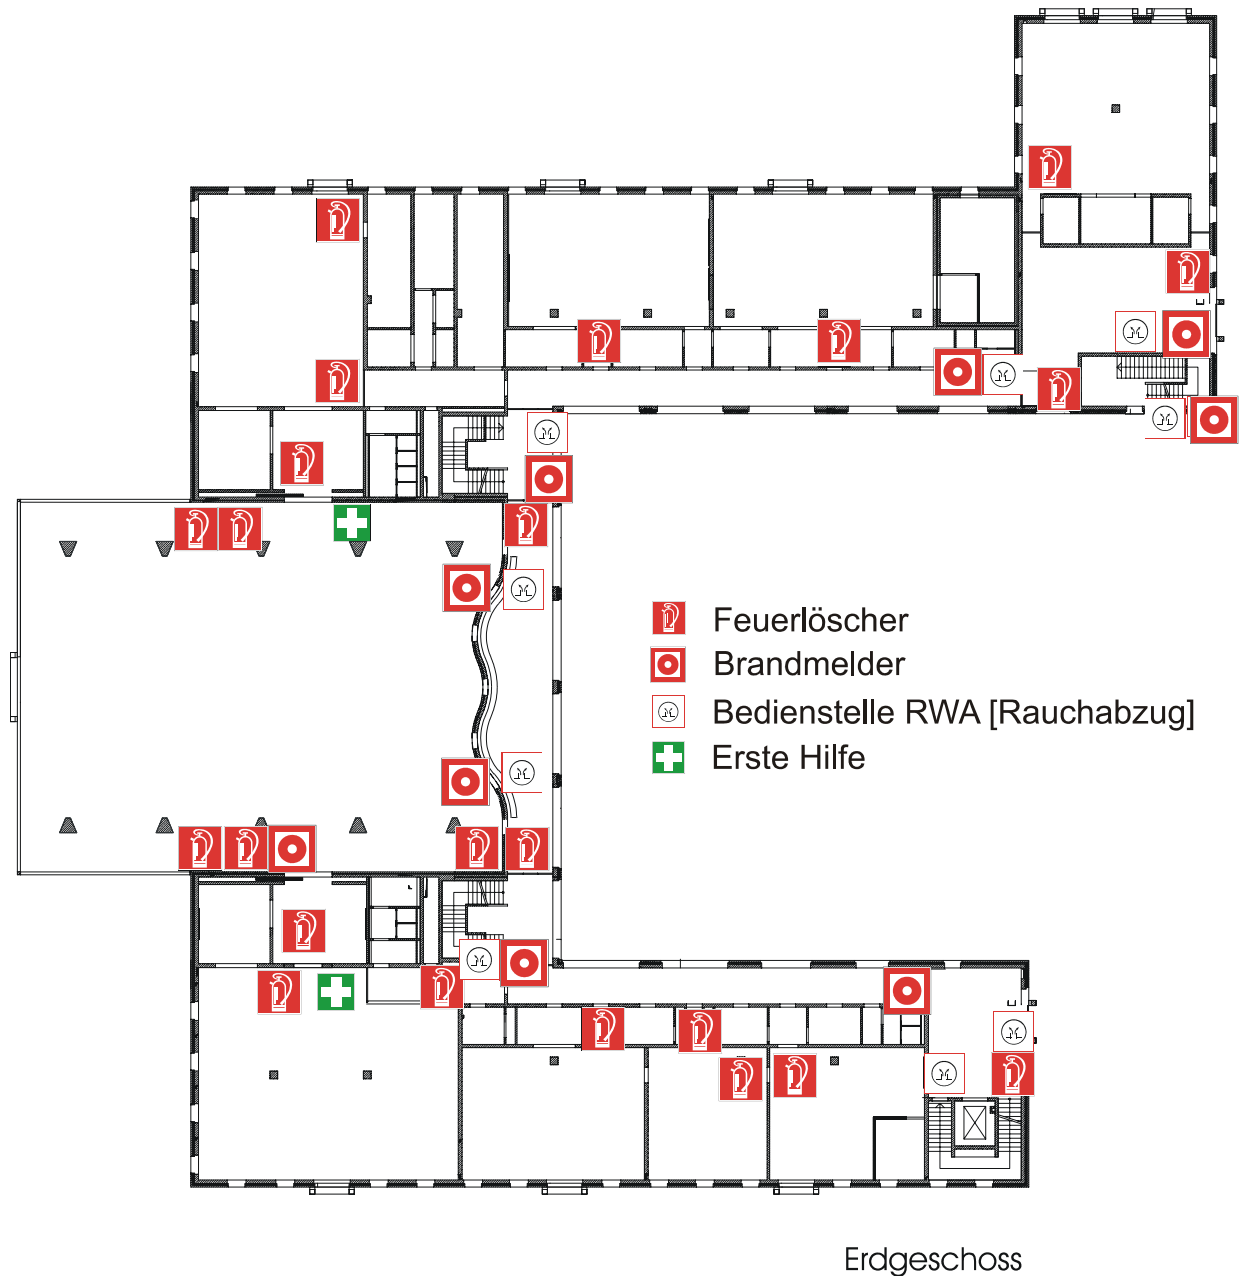 Feuerlöscher
Brandmelder
Bedienstelle RWA [Rauchabzug]
Erste Hilfe
Erdgeschoss